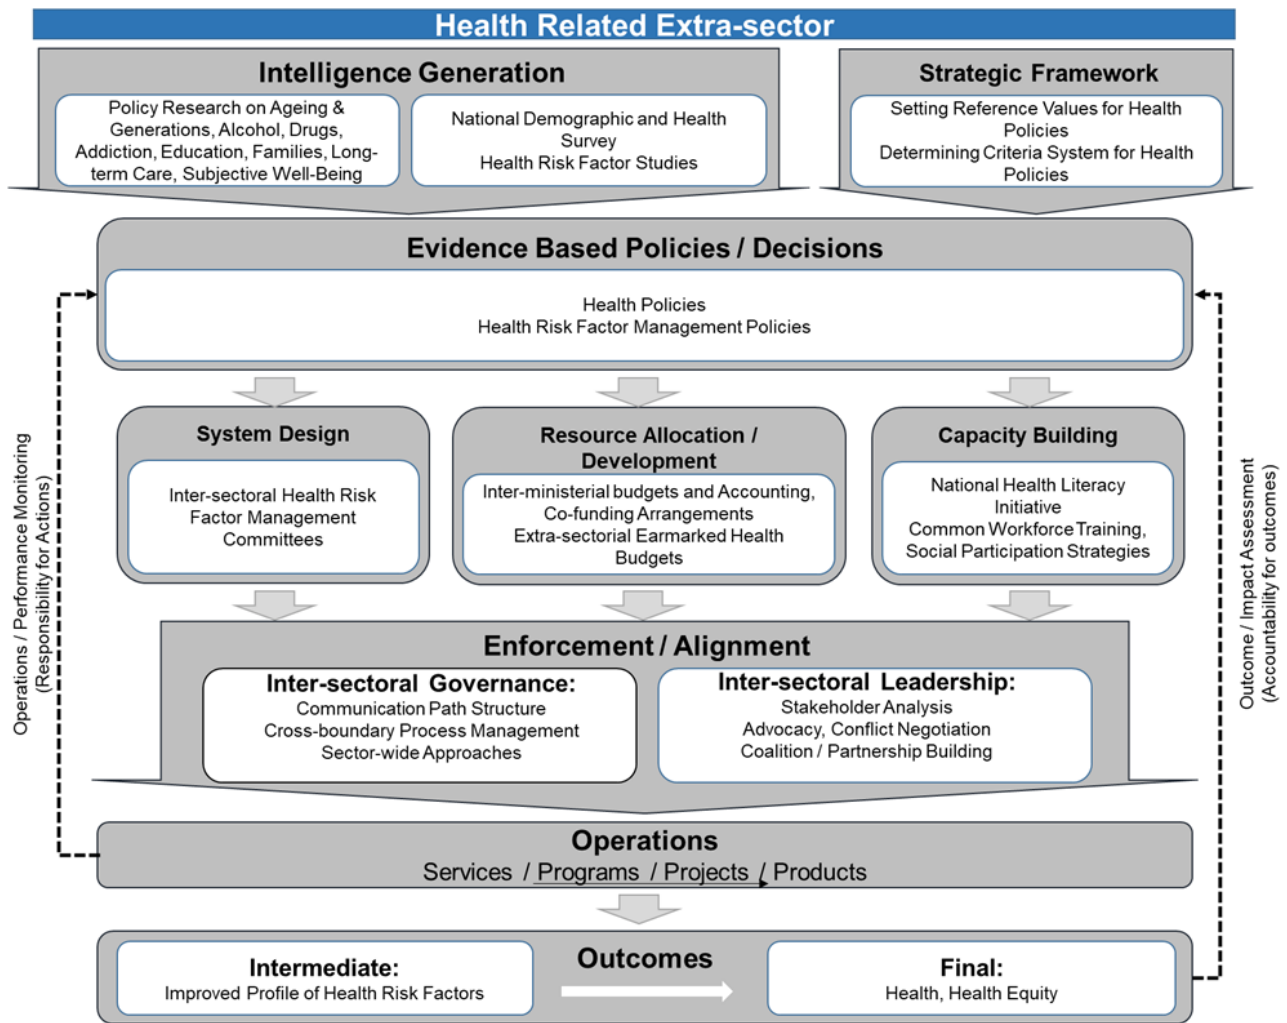 Health Related Extra-sector
Intelligence Generation
Policy Research on Ageing &
Generations, Alcohol, Drugs,
Addiction, Education, Families, Long-
term Care, Subjective Well-Being
National Demographic and Health
Survey
Health Risk Factor Studies
Strategic Framework
Setting Reference Values for Health
Policies
Determining Criteria System for Health
Policies
Evidence Based Policies / Decisions
Health Policies
Health Risk Factor Management Policies
System Design
Inter-sectoral Health Risk
Factor Management
Committees
Resource Allocation /
Development
Inter-ministerial budgets and Accounting,
Co-funding Arrangements
Extra-sectorial Earmarked Health
Budgets
Capacity Building
National Health Literacy
Initiative
Common Workforce Training,
Social Participation Strategies
Operations / Performance Monitoring
(Responsibility for Actions)
Outcome / Impact Assessment
(Accountability for outcomes)
Enforcement / Alignment
Inter-sectoral Governance:
Communication Path Structure
Cross-boundary Process Management
Sector-wide Approaches
Inter-sectoral Leadership:
Stakeholder Analysis
Advocacy, Conflict Negotiation
Coalition / Partnership Building
Operations
Services / Programs / Projects / Products
Outcomes
Intermediate:
Improved Profile of Health Risk Factors
Final:
Health, Health Equity